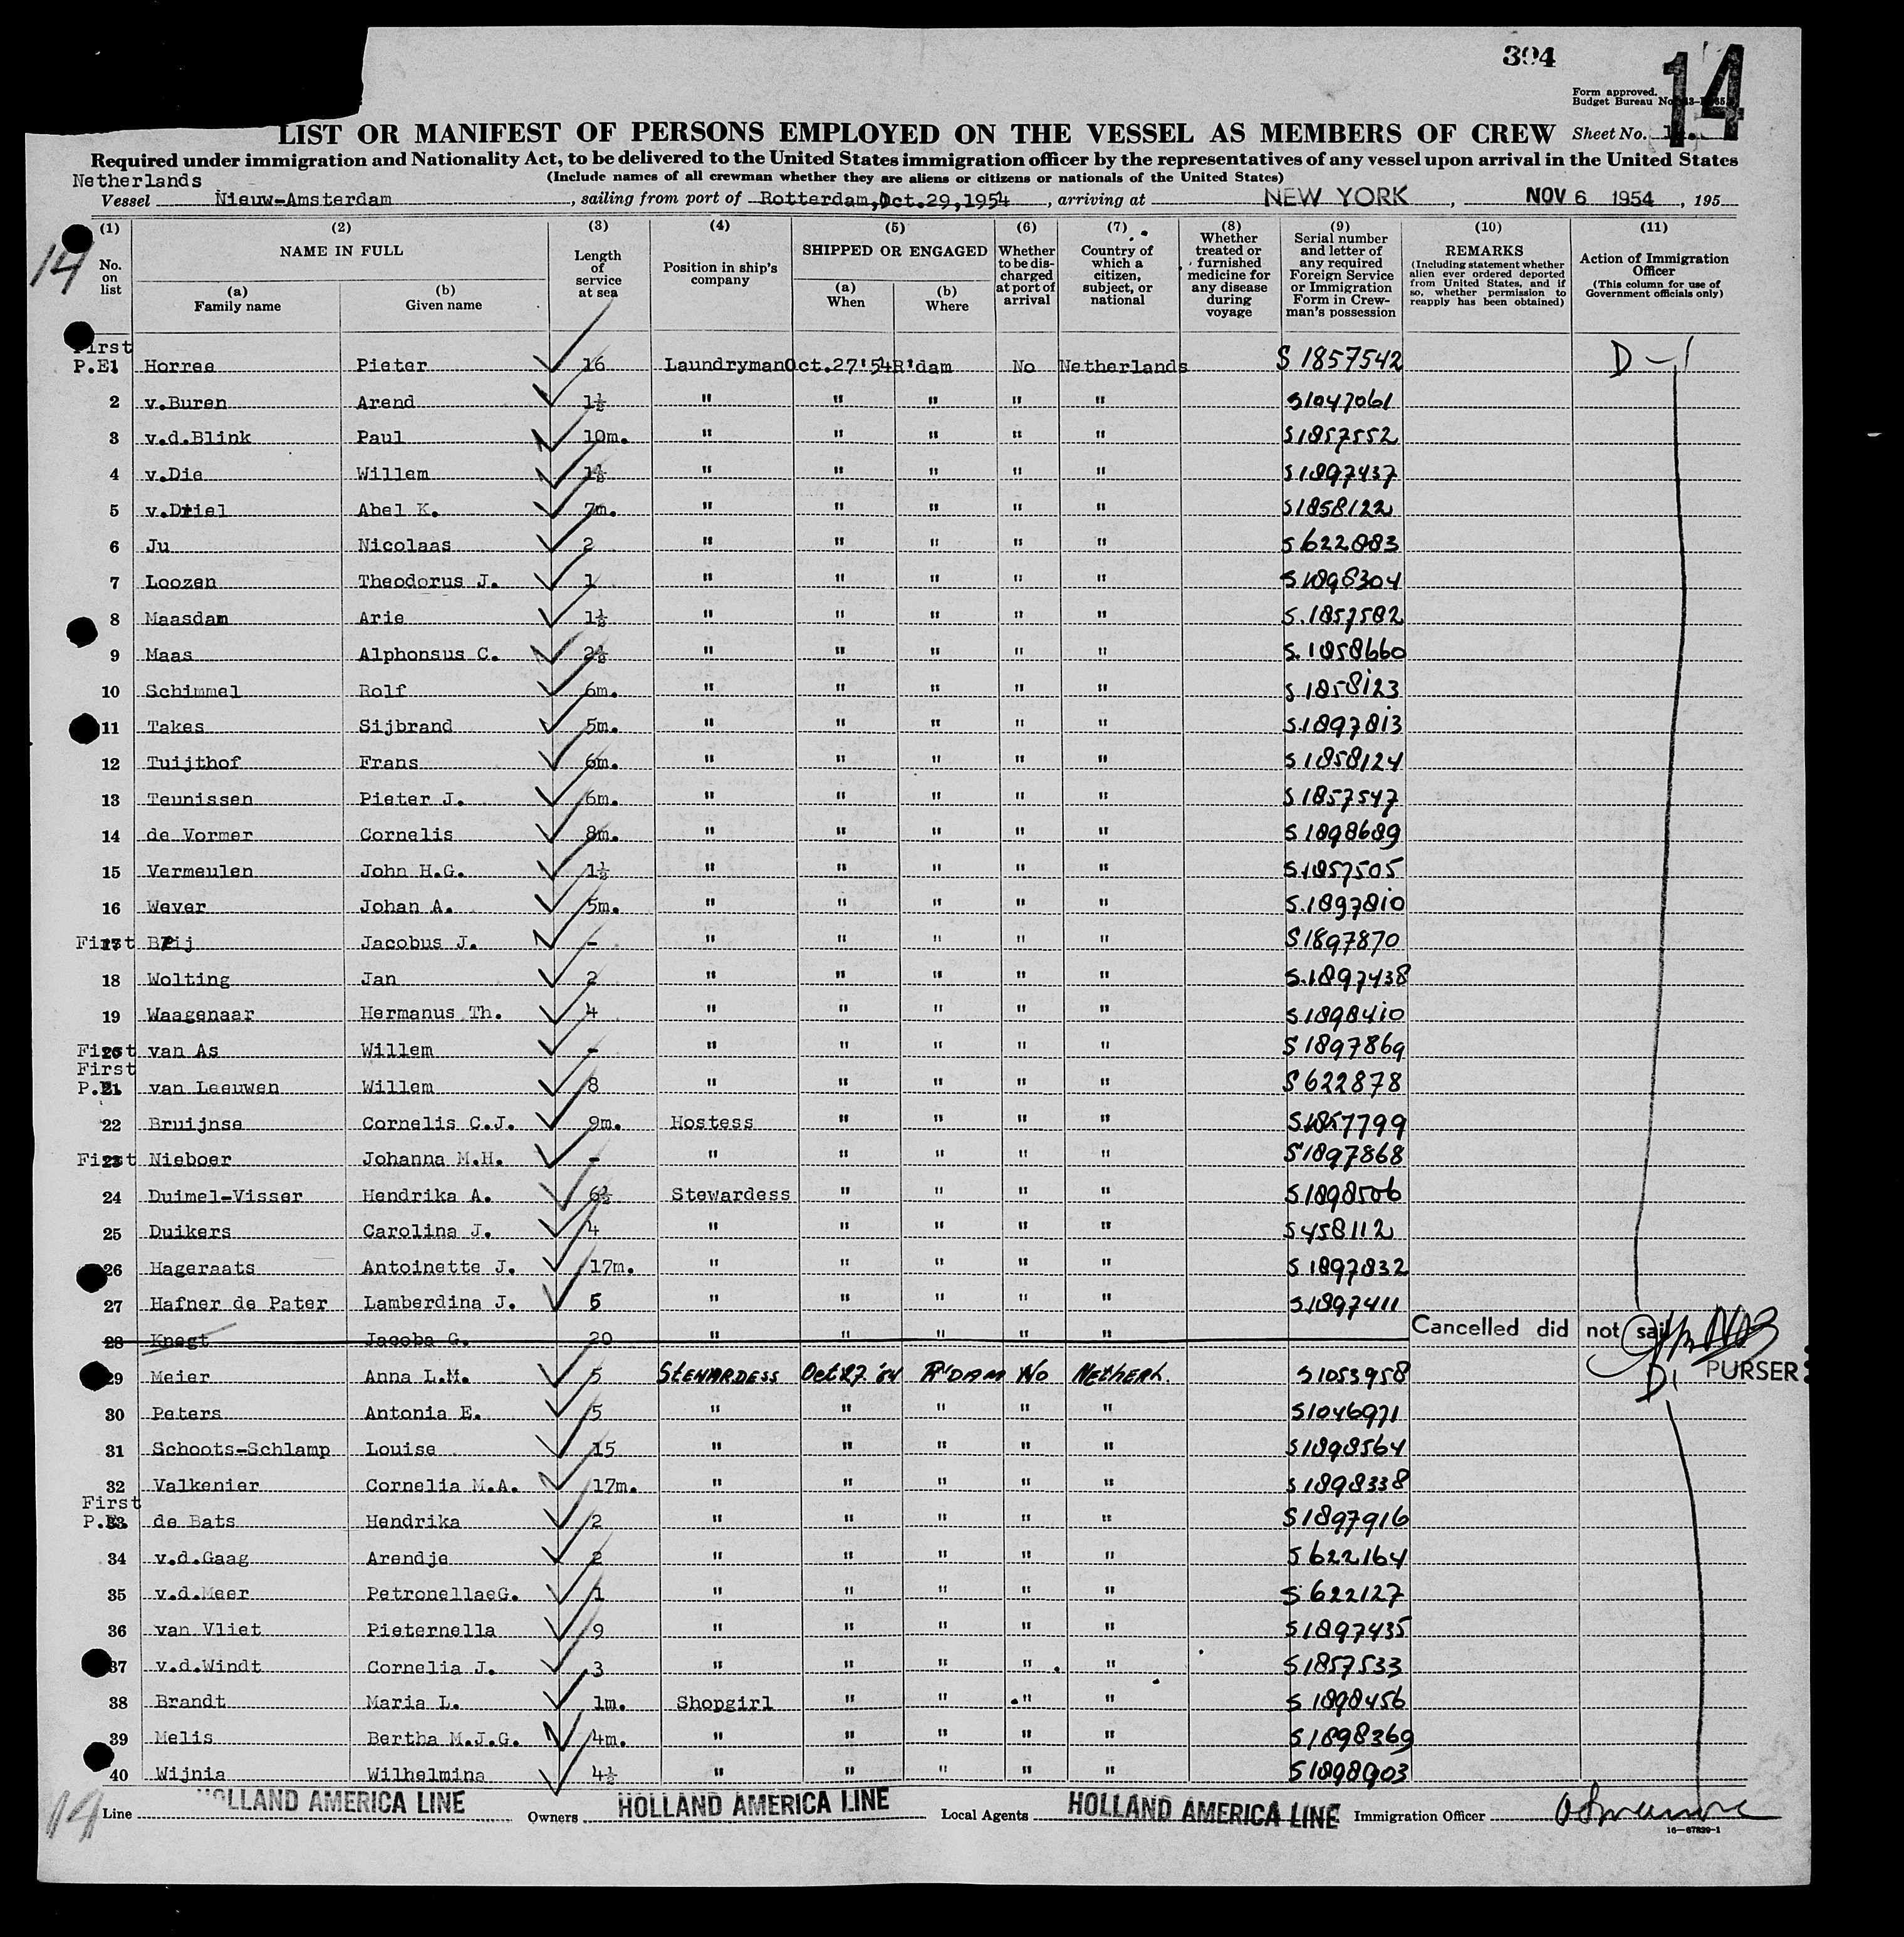 304
14
Form approved.
Budget Bureau No.
LIST OR MANIFEST OF PERSONS EMPLOYED ON THE VESSEL AS MEMBERS OF CREW Sheet No.
Required under immigration and Nationality Act, to be delivered to the United States immigration officer by the representatives of any vessel upon arrival in the United States
Netherlands (Include names of all crewman whether they are aliens or citizens or nationals of the United States)
Vessel Nieuw-Amsterdam, sailing from port of Rotterdam, Oct.29,1954, arriving at NEW YORK, NOV 6 1954, 195
14
(1) No. on list
(2) NAME IN FULL
(a) Family name
(b) Given name
(3) Length of service at sea
(4) Position in ship's company
(5) SHIPPED OR ENGAGED
(a) When
(b) Where
(6) Whether to be discharged at port of arrival
(7) Country of which a citizen, subject, or national
(8) Whether treated or furnished medicine for any disease during voyage
(9) Serial number and letter of any required Foreign Service or Immigration Form in Crewman's possession
(10) REMARKS (Including statement whether alien ever ordered deported from United States, and if so, whether permission to reapply has been obtained)
(11) Action of Immigration Officer (This column for use of Government officials only)
First
P.E1 Horree Pieter 16 Laundryman Oct.27'54 R'dam No Netherlands S 1857542 D-1
2 v.Buren Arend 1½ " " " " " S1047061
3 v.d.Blink Paul 10m. " " " " " S1857552
4 v.Die Willem 1½ " " " " " S1897437
5 v.Driel Abel K. 7m. " " " " " S1858122
6 Ju Nicolaas 2 " " " " " S622883
7 Loozen Theodorus J. 1 " " " " " S1898304
8 Maasdam Arie 1½ " " " " " S.1857582
9 Maas Alphonsus C. 2½ " " " " " S.1858660
10 Schimmel Rolf 6m. " " " " " S1858123
11 Takes Sijbrand 5m. " " " " " S.1897813
12 Tuijthof Frans 6m. " " " " " S1858124
13 Teunissen Pieter J. 6m. " " " " " S1857547
14 de Vormer Cornelis 8m. " " " " " S1898689
15 Vermeulen John H.G. 1½ " " " " " S1857505
16 Wever Johan A. 5m. " " " " " S.1897810
First 17 Jacobus J. - " " " " " S1897870
18 Wolting Jan 2 " " " " " S.1897438
19 Waagenaar Hermanus Th. 4 " " " " " S1898410
First 20 van As Willem - " " " " " S1897869
First
P.E. 21 van Leeuwen Willem 8 " " " " " S622878
22 Bruijnse Cornelis C.J. 9m. Hostess " " " " S1857799
First 23 Nieboer Johanna M.H. - " " " " " S1897868
24 Duimel-Visser Hendrika A. 6½ Stewardess " " " " S1898506
25 Duikers Carolina J. 4 " " " " " S458112
26 Hageraats Antoinette J. 17m. " " " " " S1897832
27 Hafner de Pater Lamberdina J. 5 " " " " " S1897411
28 Knegt Jacoba G. 20 " " " " " Cancelled did not sail
29 Meier Anna L.M. 5 STEWARDESS Oct 27 '54 R'DAM No NETHERL. S1053958 D1 PURSER
30 Peters Antonia E. 5 " " " " " S1046971
31 Schoots-Schlamp Louise 15 " " " " " S1898564
32 Valkenier Cornelia M.A. 17m. " " " " " S1898338
First
P.E. 33 de Bats Hendrika 2 " " " " " S1897916
34 v.d.Gaag Arendje 2 " " " " " S622164
35 v.d.Meer PetronellaeG. 1 " " " " " S622127
36 van Vliet Pieternella 9 " " " " " S1897435
37 v.d.Windt Cornelia J. 3 " " " " " S1857533
38 Brandt Maria L. 1m. Shopgirl " " " " S1898456
39 Melis Bertha M.J.G. 4m. " " " " " S1898369
40 Wijnia Wilhelmina 4½ " " " " " S1898903
14 Line HOLLAND AMERICA LINE Owners HOLLAND AMERICA LINE Local Agents HOLLAND AMERICA LINE Immigration Officer
16—67829-1